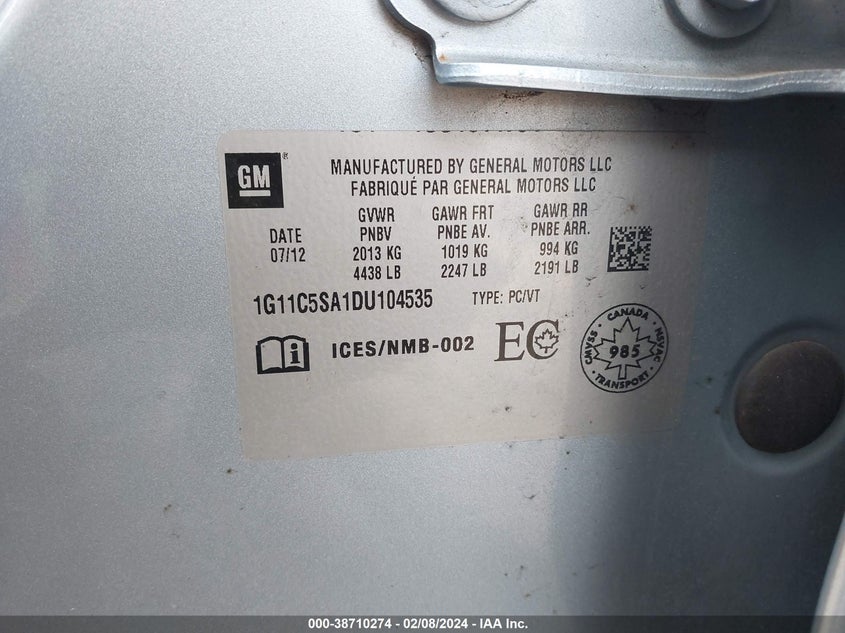 GM
MANUFACTURED BY GENERAL MOTORS LLC
FABRIQUÉ PAR GENERAL MOTORS LLC
DATE
07/12
GVWR
PNBV
2013 KG
4438 LB
GAWR FRT
PNBE AV.
1019 KG
2247 LB
GAWR RR
PNBE ARR.
994 KG
2191 LB
1G11C5SA1DU104535 TYPE: PC/VT
i ICES/NMB-002 EC
CANADA
CMVSS 985 NSVAC
TRANSPORT
000-38710274 - 02/08/2024 - IAA Inc.